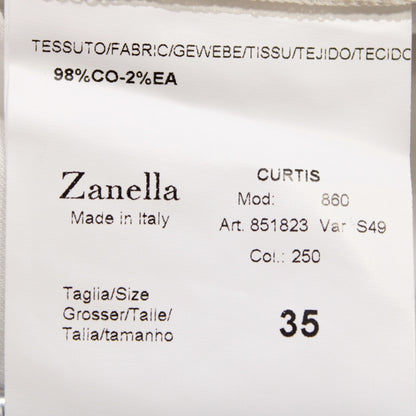 TESSUTO/FABRIC/GEWEBE/TISSU/TEJIDO/TECIDO
98%CO-2%EA
Zanella
Made in Italy
CURTIS
Mod: 860
Art. 851823 Var S49
Col.: 250
Taglia/Size
Grosser/Taile/
Talia/tamanho
35